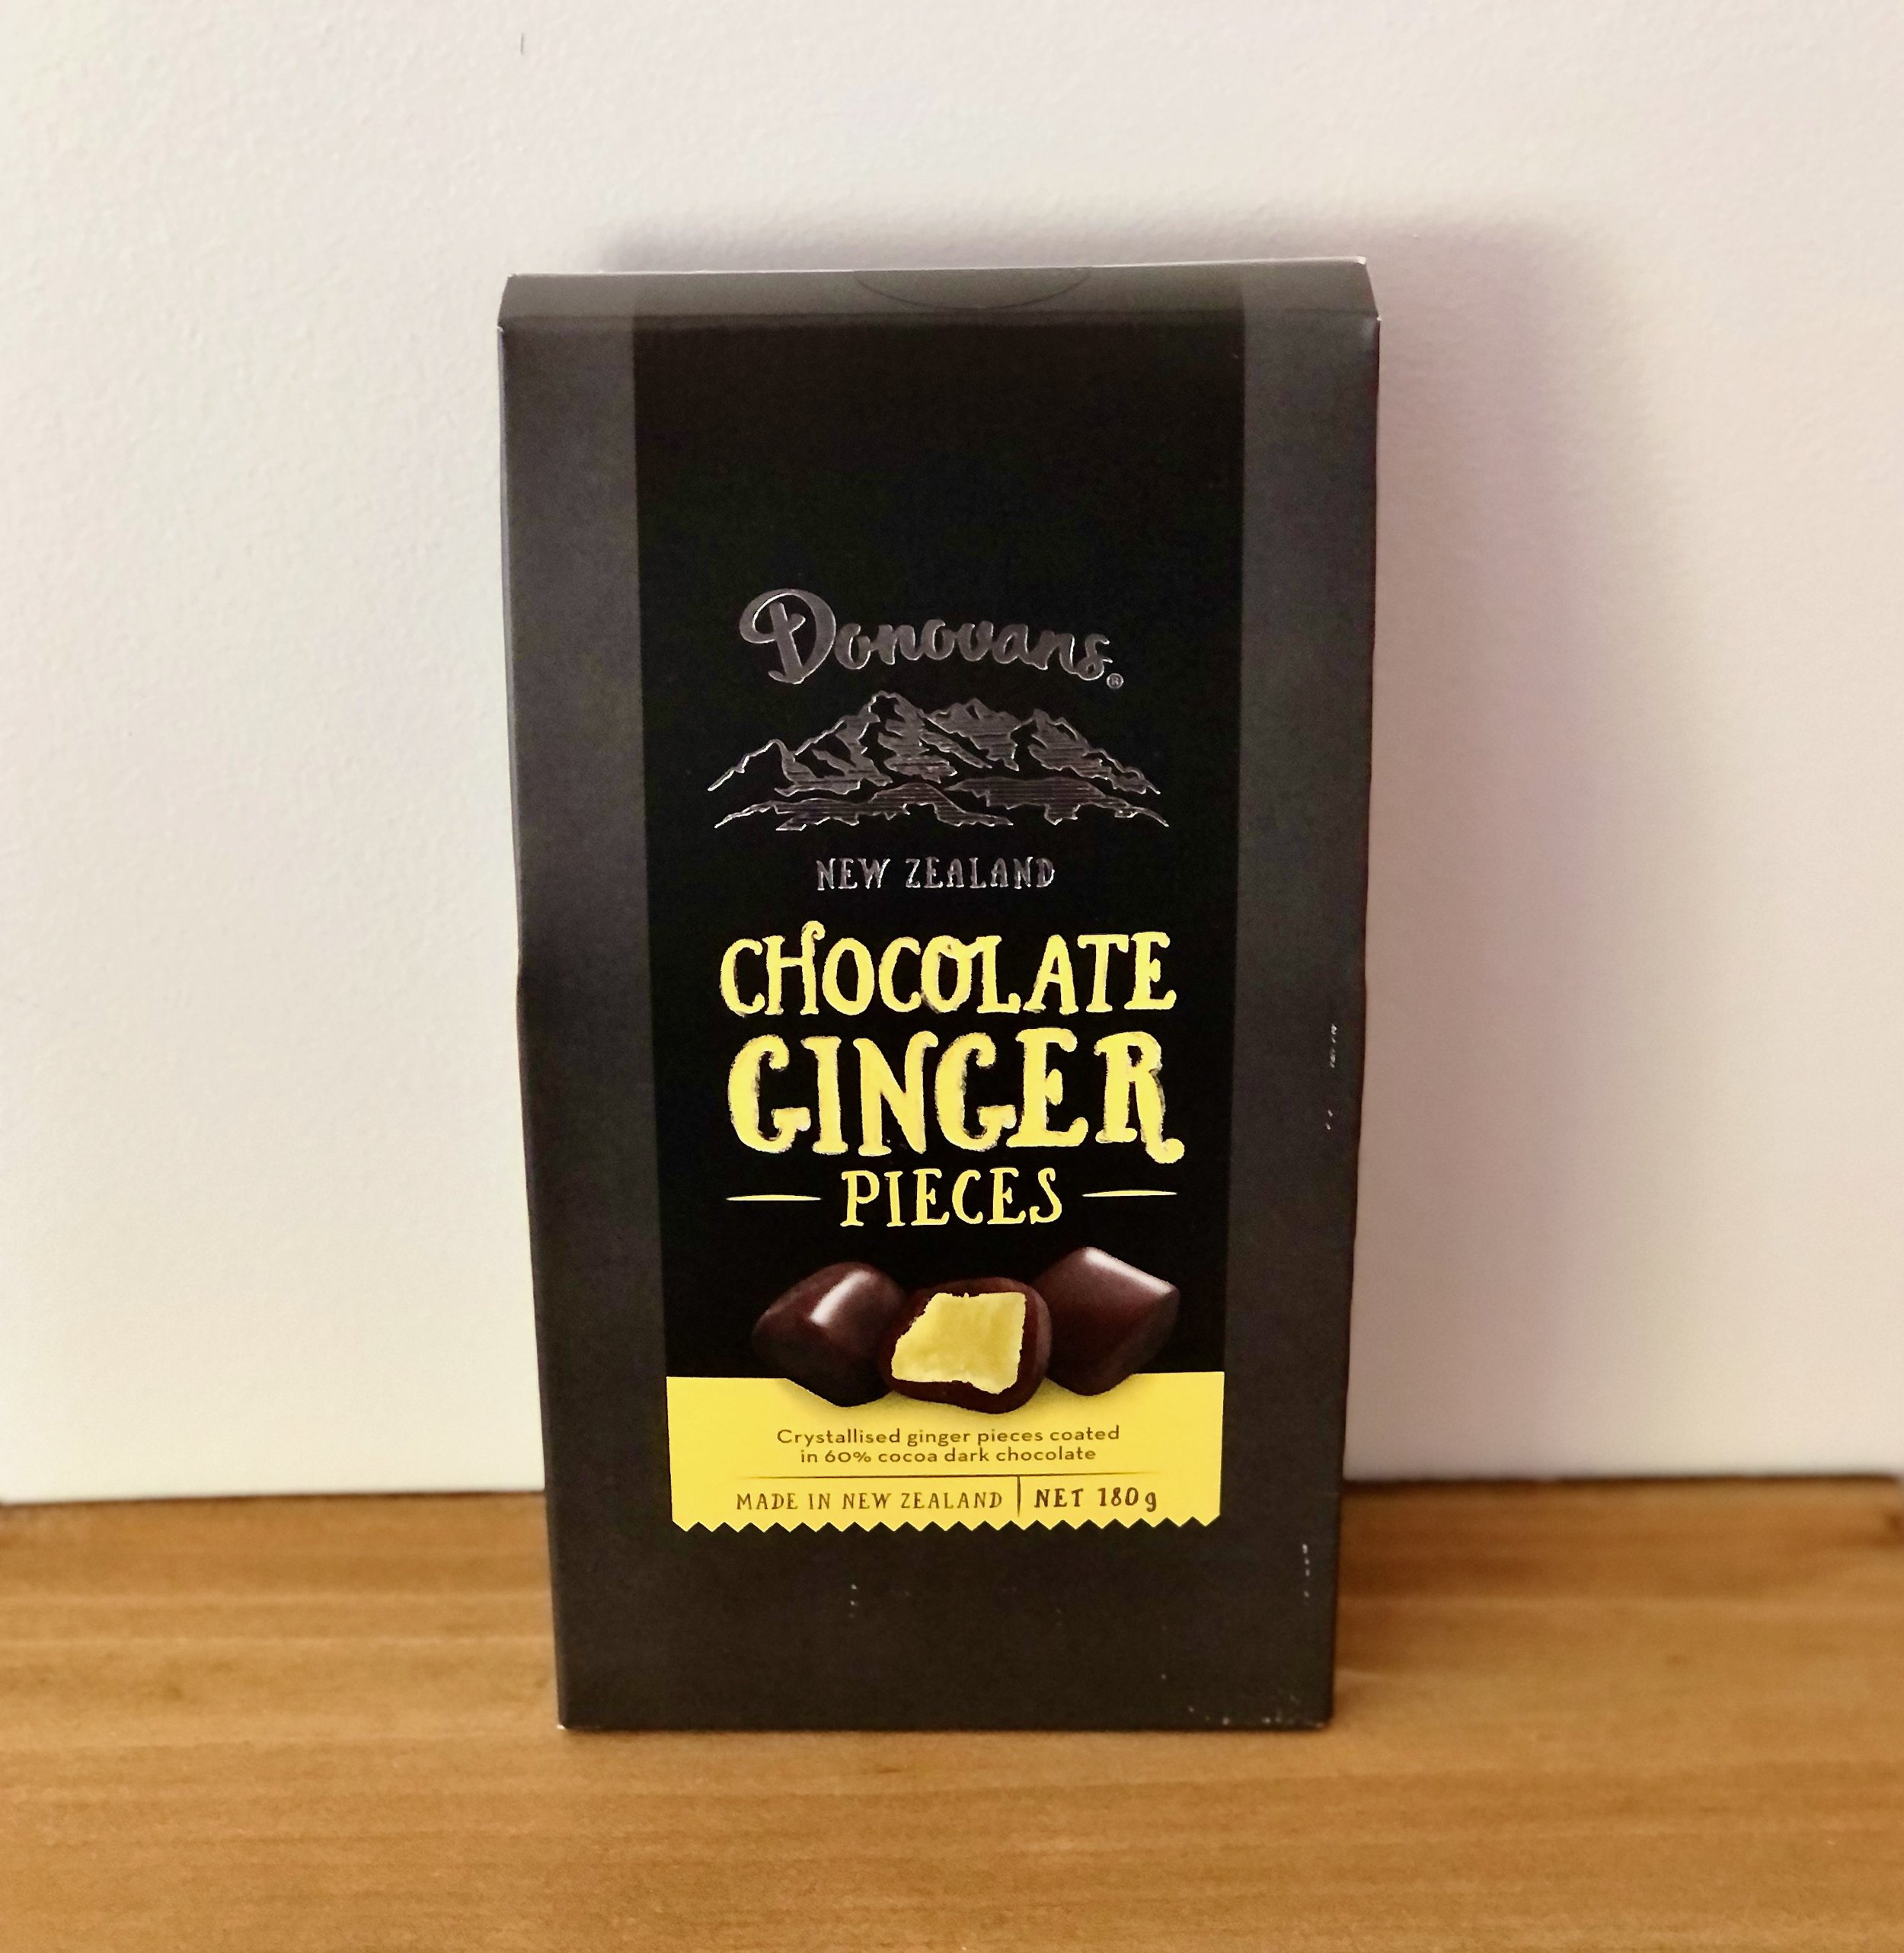 Donovans®
NEW ZEALAND
CHOCOLATE
GINGER
PIECES
Crystallised ginger pieces coated
in 60% cocoa dark chocolate
MADE IN NEW ZEALAND NET 180g